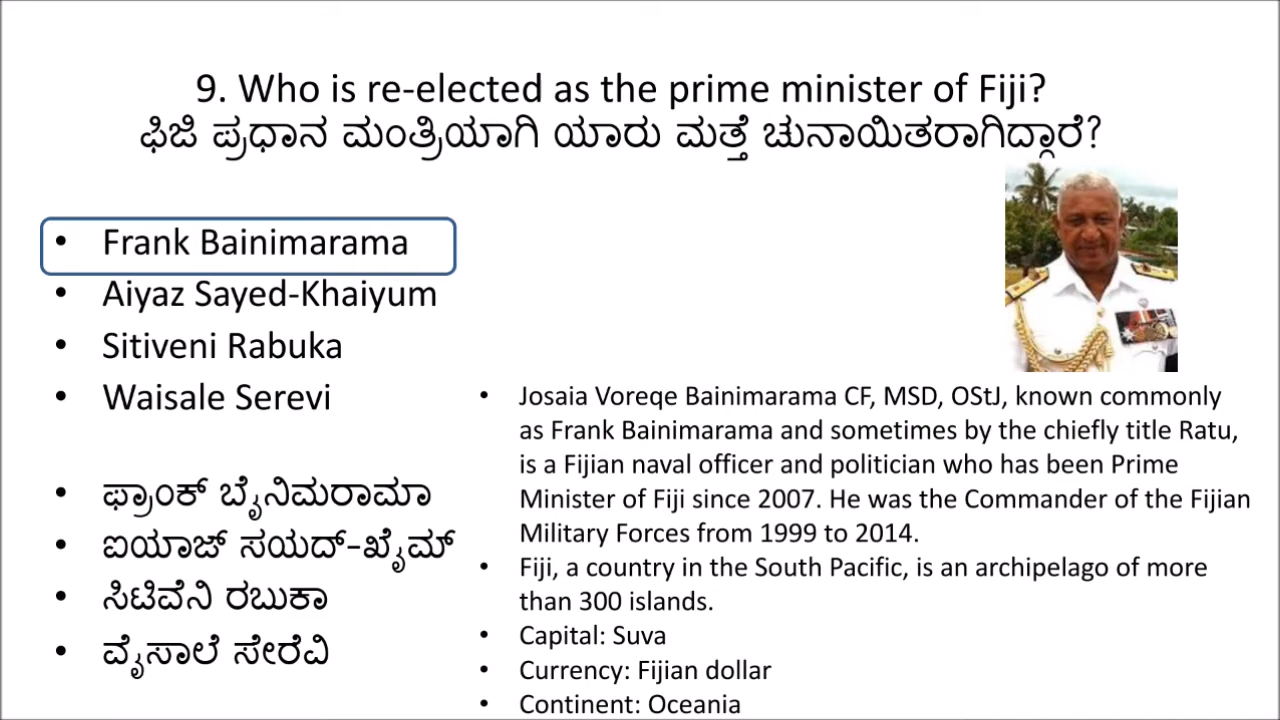 9. Who is re-elected as the prime minister of Fiji?
ಫಿಜಿ ಪ್ರಧಾನ ಮಂತ್ರಿಯಾಗಿ ಯಾರು ಮತ್ತೆ ಚುನಾಯಿತರಾಗಿದ್ದಾರೆ?
• Frank Bainimarama
• Aiyaz Sayed-Khaiyum
• Sitiveni Rabuka
• Waisale Serevi
• ಫ್ರಾಂಕ್ ಬೈನಿಮರಾಮಾ
• ಐಯಾಜ್ ಸಯದ್-ಖೈಮ್
• ಸಿಟಿವೆನಿ ರಬುಕಾ
• ವೈಸಾಲೆ ಸೇರೆವಿ
• Josaia Voreqe Bainimarama CF, MSD, OStJ, known commonly
as Frank Bainimarama and sometimes by the chiefly title Ratu,
is a Fijian naval officer and politician who has been Prime
Minister of Fiji since 2007. He was the Commander of the Fijian
Military Forces from 1999 to 2014.
• Fiji, a country in the South Pacific, is an archipelago of more
than 300 islands.
• Capital: Suva
• Currency: Fijian dollar
• Continent: Oceania